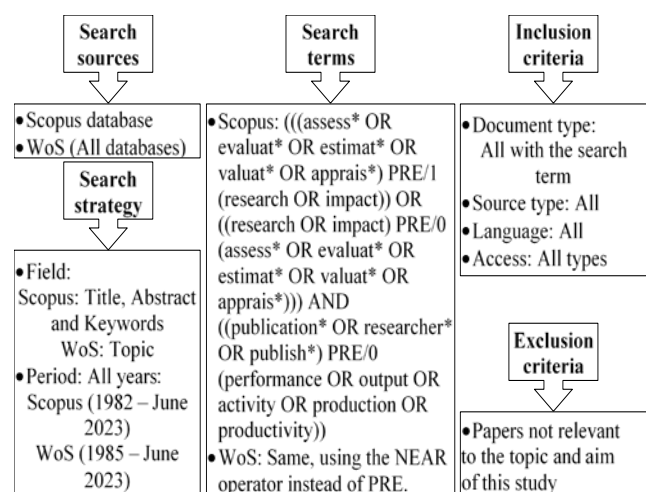 Search
sources
•Scopus database
•WoS (All databases)
Search
strategy
•Field:
Scopus: Title, Abstract
and Keywords
WoS: Topic
•Period: All years:
Scopus (1982 – June
2023)
WoS (1985 – June
2023)
Search
terms
•Scopus: (((assess* OR
evaluat* OR estimat* OR
valuat* OR apprais*) PRE/1
(research OR impact)) OR
((research OR impact) PRE/0
(assess* OR evaluat* OR
estimat* OR valuat* OR
apprais*))) AND
((publication* OR researcher*
OR publish*) PRE/0
(performance OR output OR
activity OR production OR
productivity))
•WoS: Same, using the NEAR
operator instead of PRE.
Inclusion
criteria
•Document type:
All with the search
term
•Source type: All
•Language: All
•Access: All types
Exclusion
criteria
•Papers not relevant
to the topic and aim
of this study